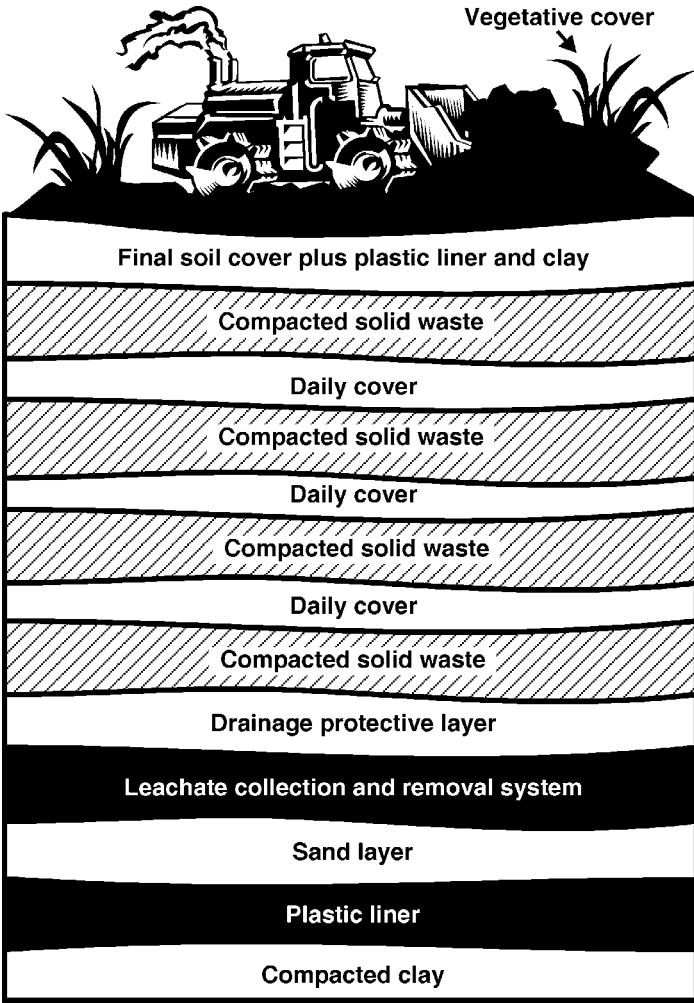 Vegetative cover
Final soil cover plus plastic liner and clay
Compacted solid waste
Daily cover
Compacted solid waste
Daily cover
Compacted solid waste
Daily cover
Compacted solid waste
Drainage protective layer
Leachate collection and removal system
Sand layer
Plastic liner
Compacted clay